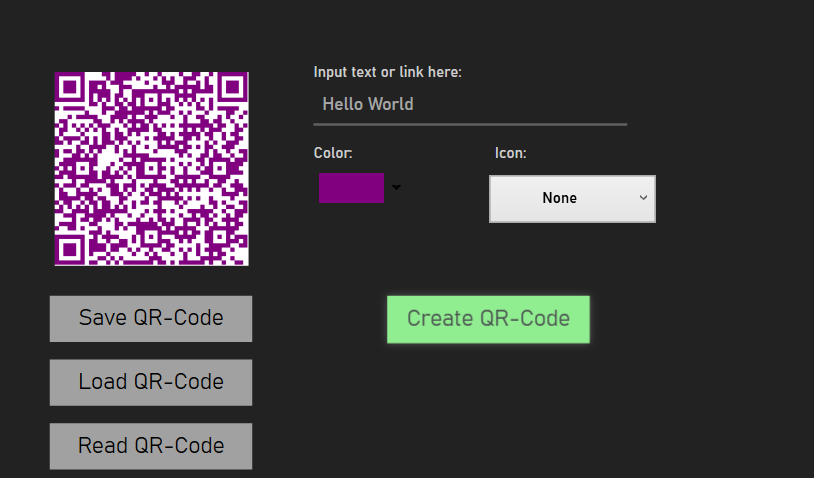 Input text or link here:
Hello World
Color:
Icon:
None
Save QR-Code
Create QR-Code
Load QR-Code
Read QR-Code